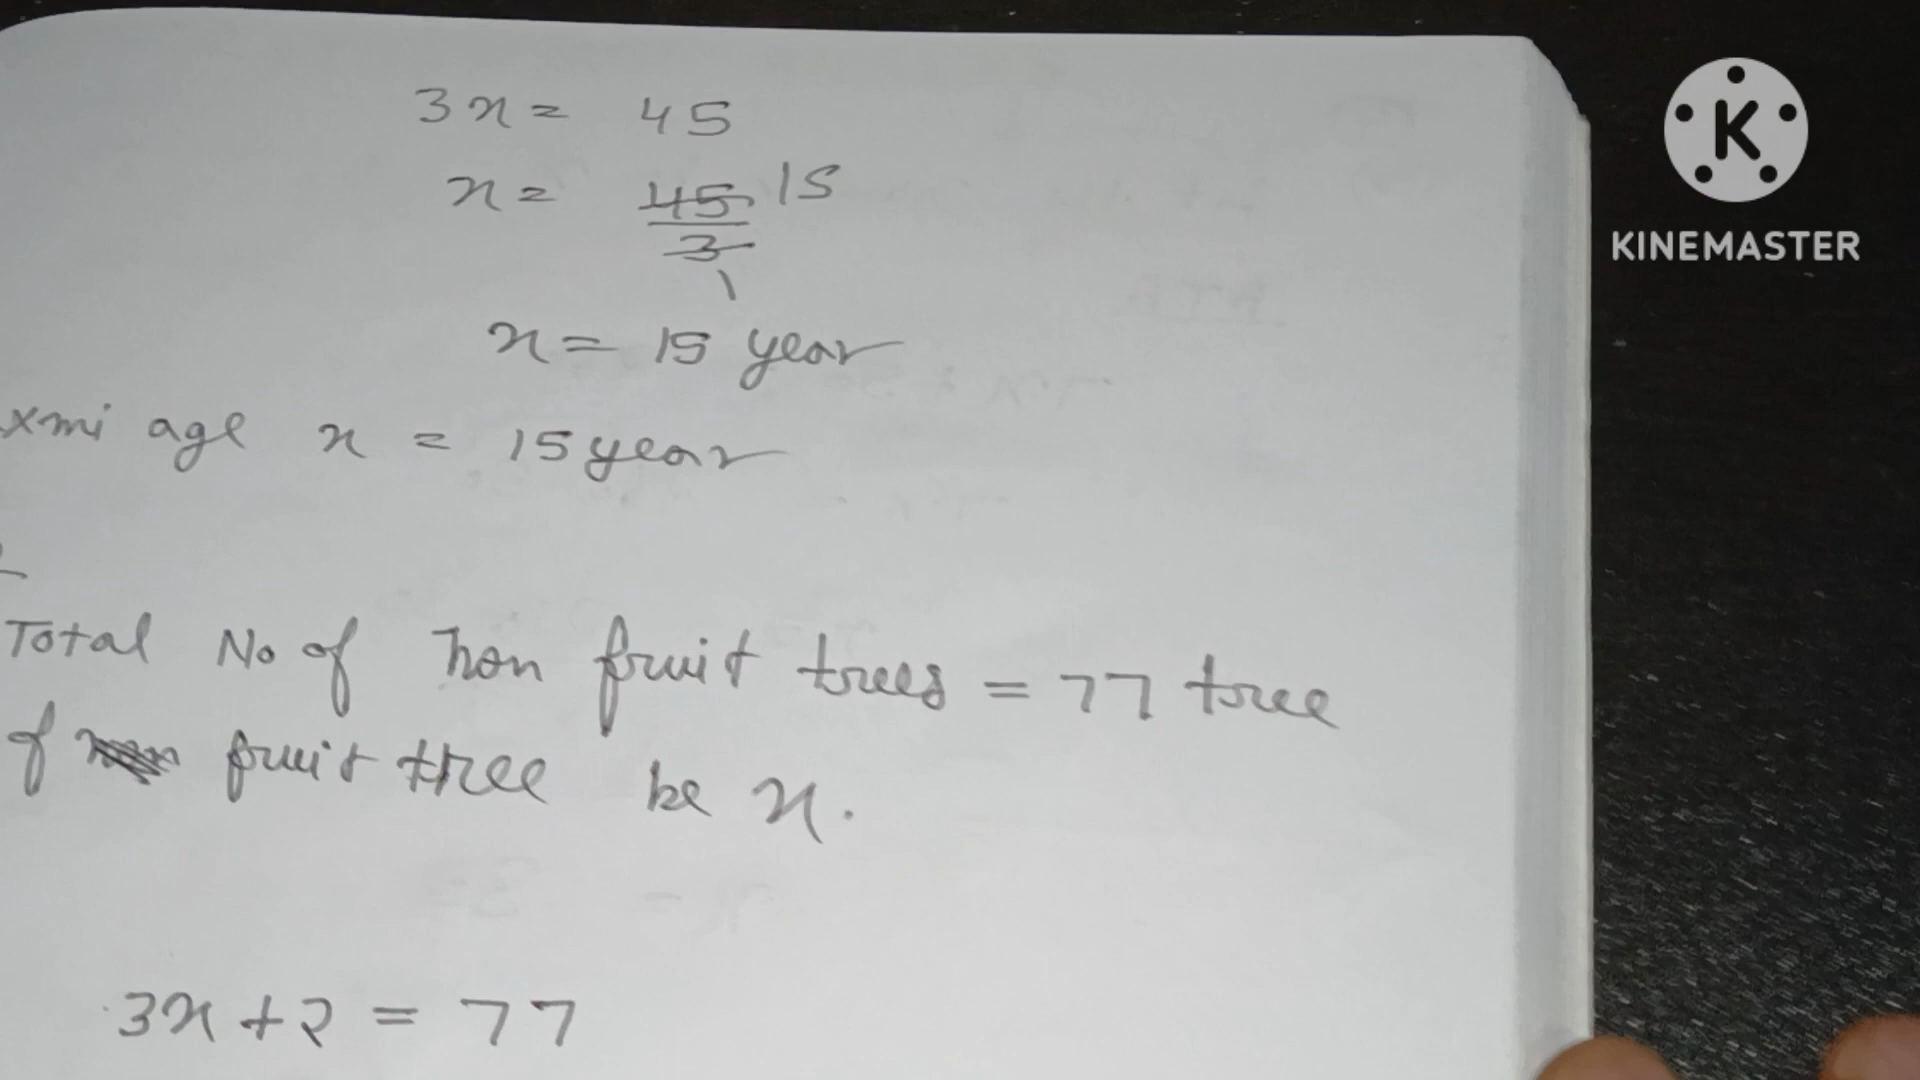 3x = 45
x = 45/3 15
1
x = 15 year
xmi age x = 15 year
Total No of non fruit trees = 77 tree
of fruit tree be x.
3x + 2 = 77
K
KINEMASTER